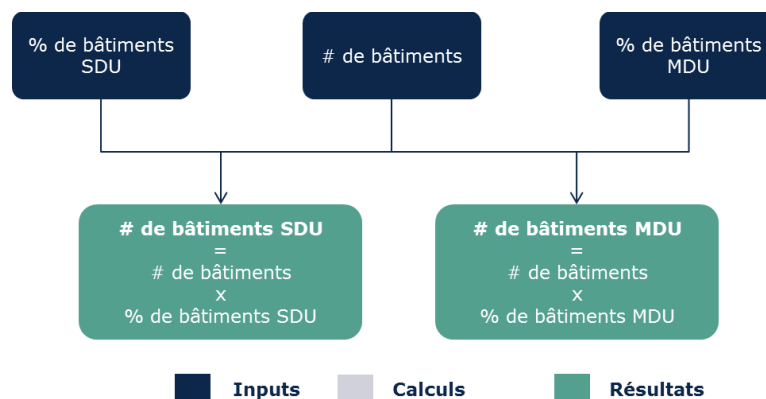 % de bâtiments
SDU
# de bâtiments
% de bâtiments
MDU
# de bâtiments SDU
=
# de bâtiments
x
% de bâtiments SDU
# de bâtiments MDU
=
# de bâtiments
x
% de bâtiments MDU
Inputs
Calculs
Résultats